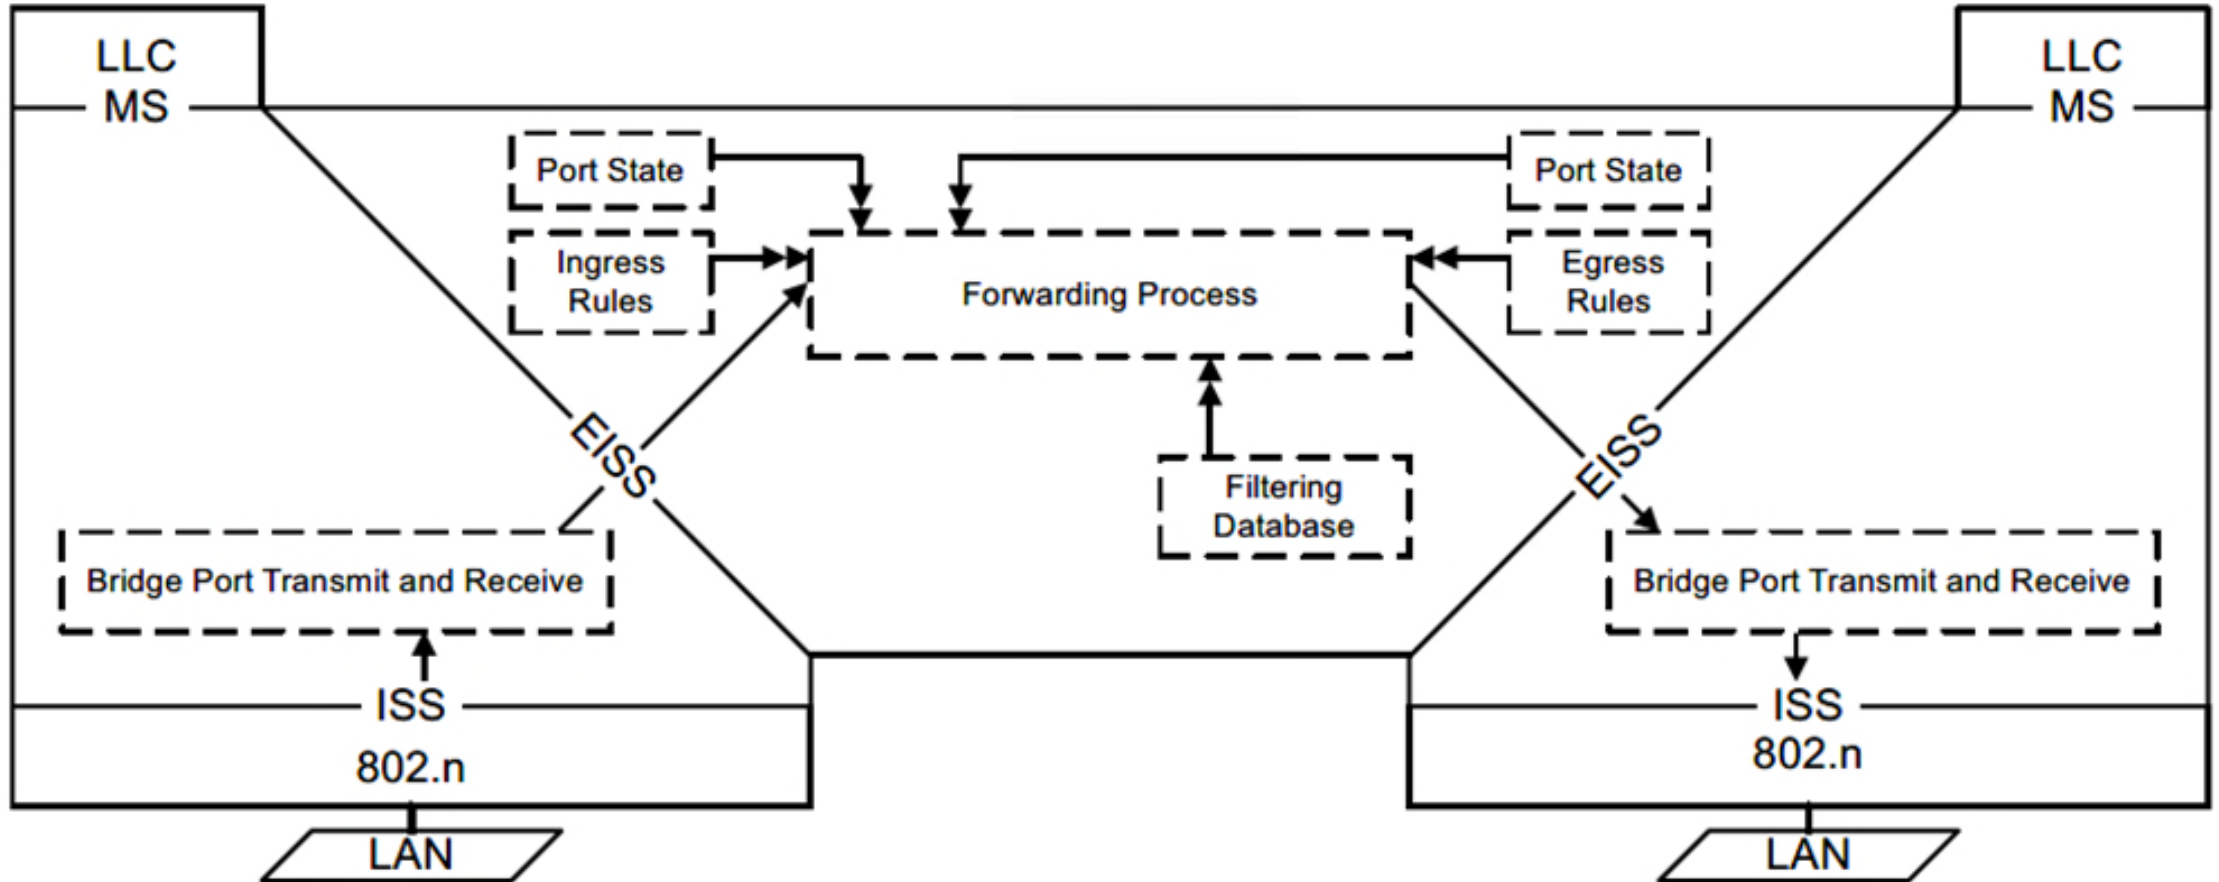 LLC
MS
LLC
MS
Port State
Port State
Ingress
Rules
Forwarding Process
Egress
Rules
EISS
EISS
Filtering
Database
Bridge Port Transmit and Receive
Bridge Port Transmit and Receive
ISS
802.n
ISS
802.n
LAN
LAN